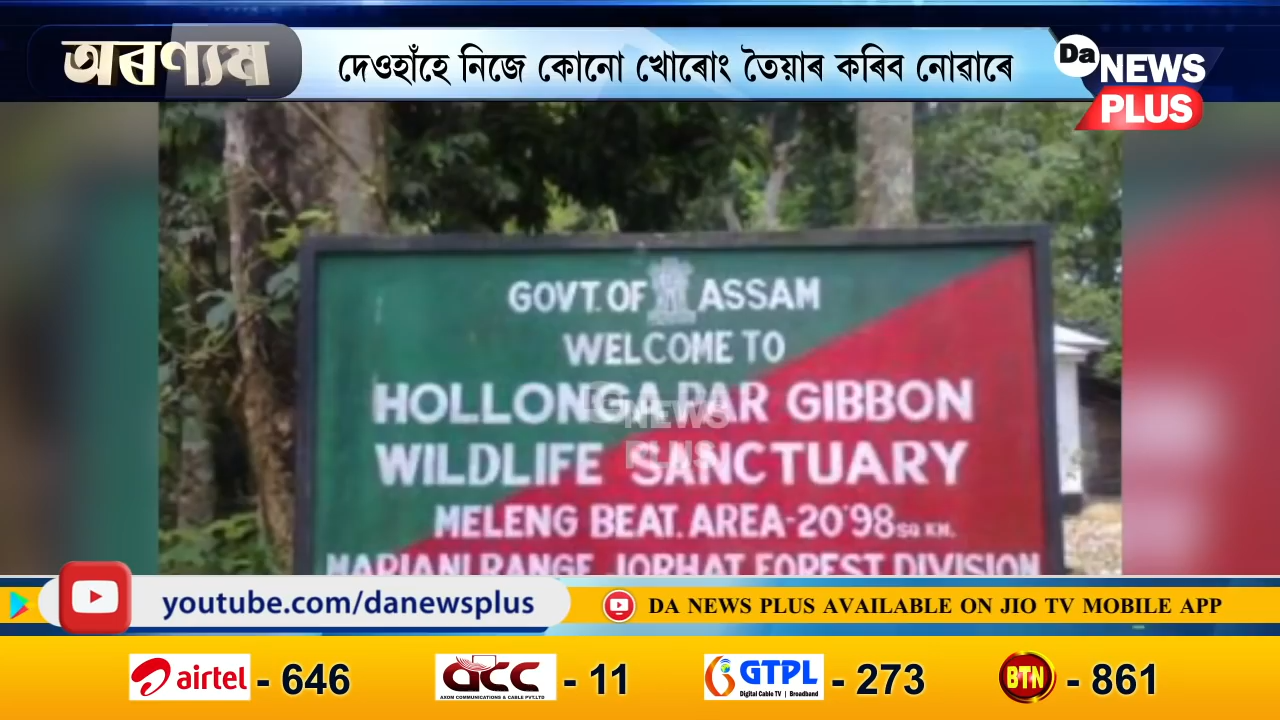 অৰণ্যম
দেওহাঁহে নিজে কোনো খোৰোং তৈয়াৰ কৰিব নোৱাৰে
Da NEWS PLUS
GOVT. OF ASSAM
WELCOME TO
HOLLONGAPAR GIBBON
WILDLIFE SANCTUARY
MELENG BEAT. AREA-20·98 SQ.KM.
MARIANI RANGE JORHAT FOREST DIVISION
NEWS
PLUS
youtube.com/danewsplus
DA NEWS PLUS AVAILABLE ON JIO TV MOBILE APP
airtel - 646
ACC - 11
AXOM COMMUNICATIONS & CABLE PVT.LTD
GTPL - 273
Digital Cable TV | Broadband
BTN - 861